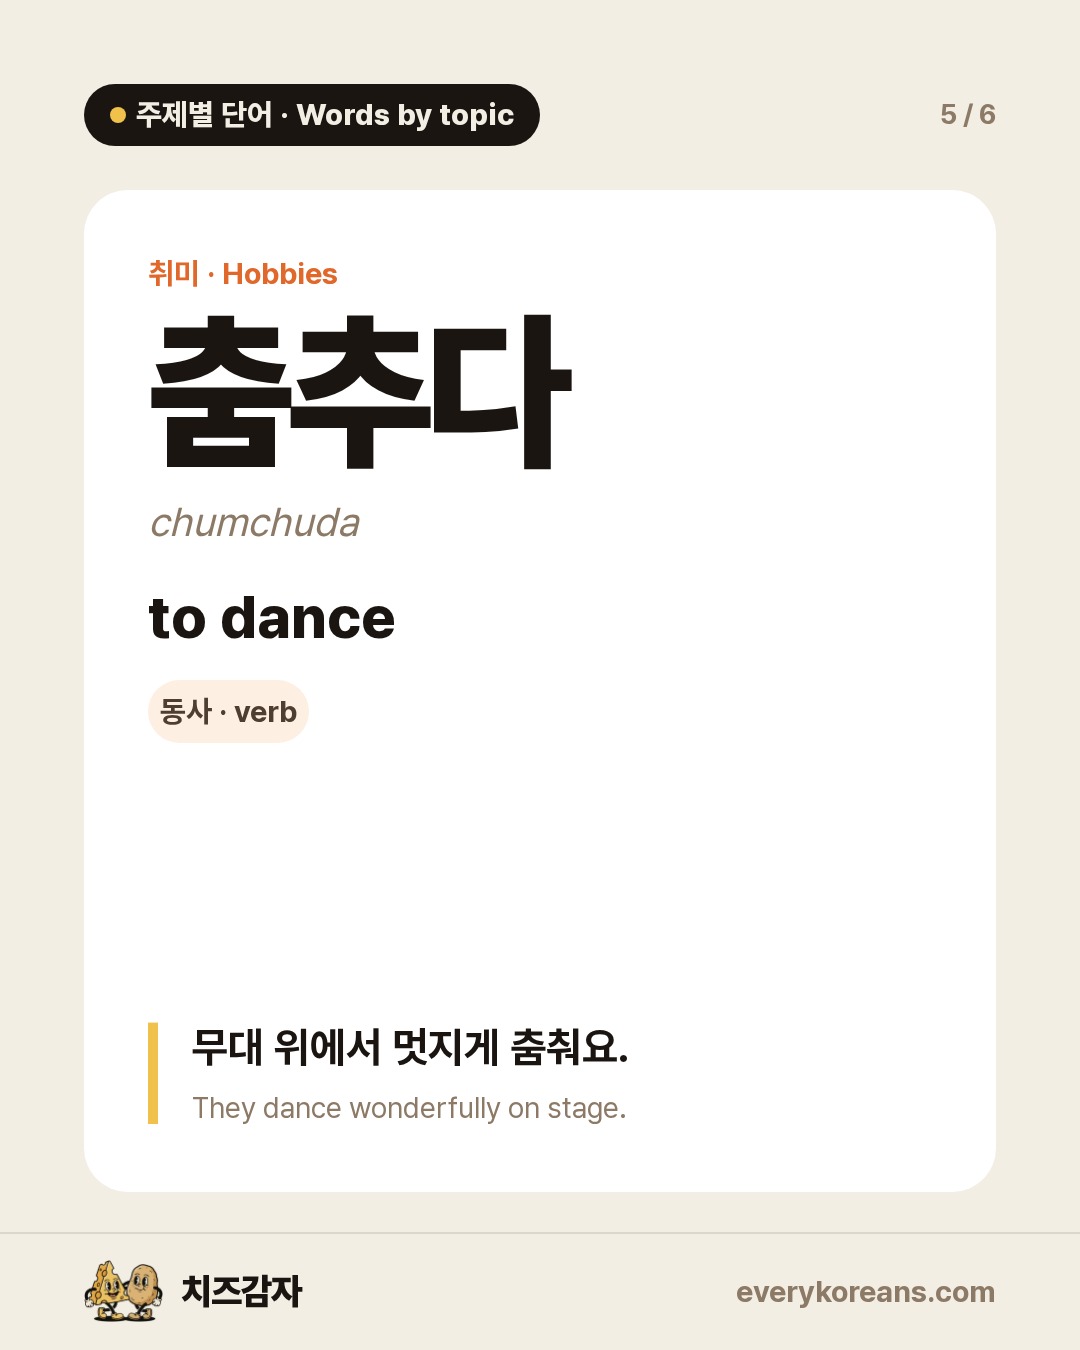 주제별 단어 · Words by topic
5 / 6
취미 · Hobbies
춤추다
chumchuda
to dance
동사 · verb
무대 위에서 멋지게 춤춰요.
They dance wonderfully on stage.
치즈감자
everykoreans.com